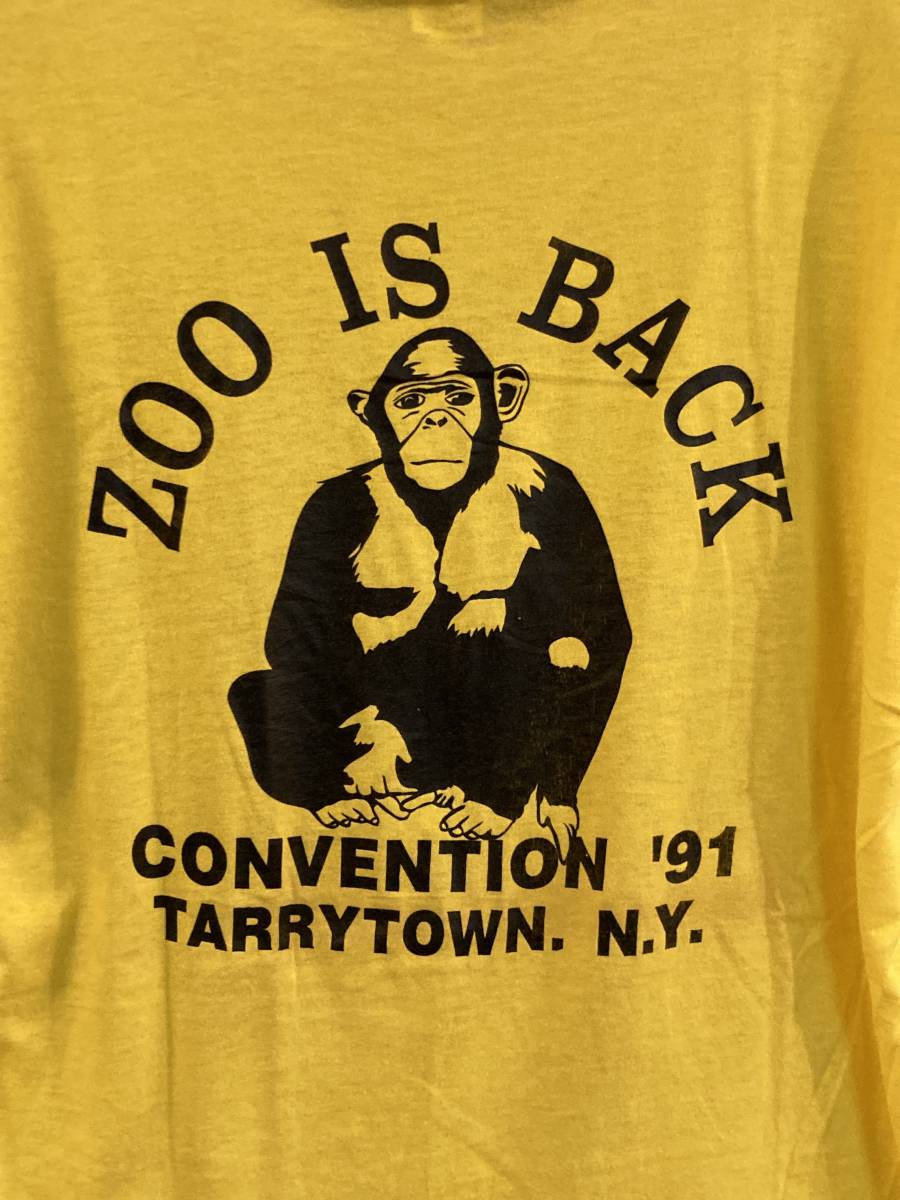 ZOO IS BACK
CONVENTION '91
TARRYTOWN. N.Y.